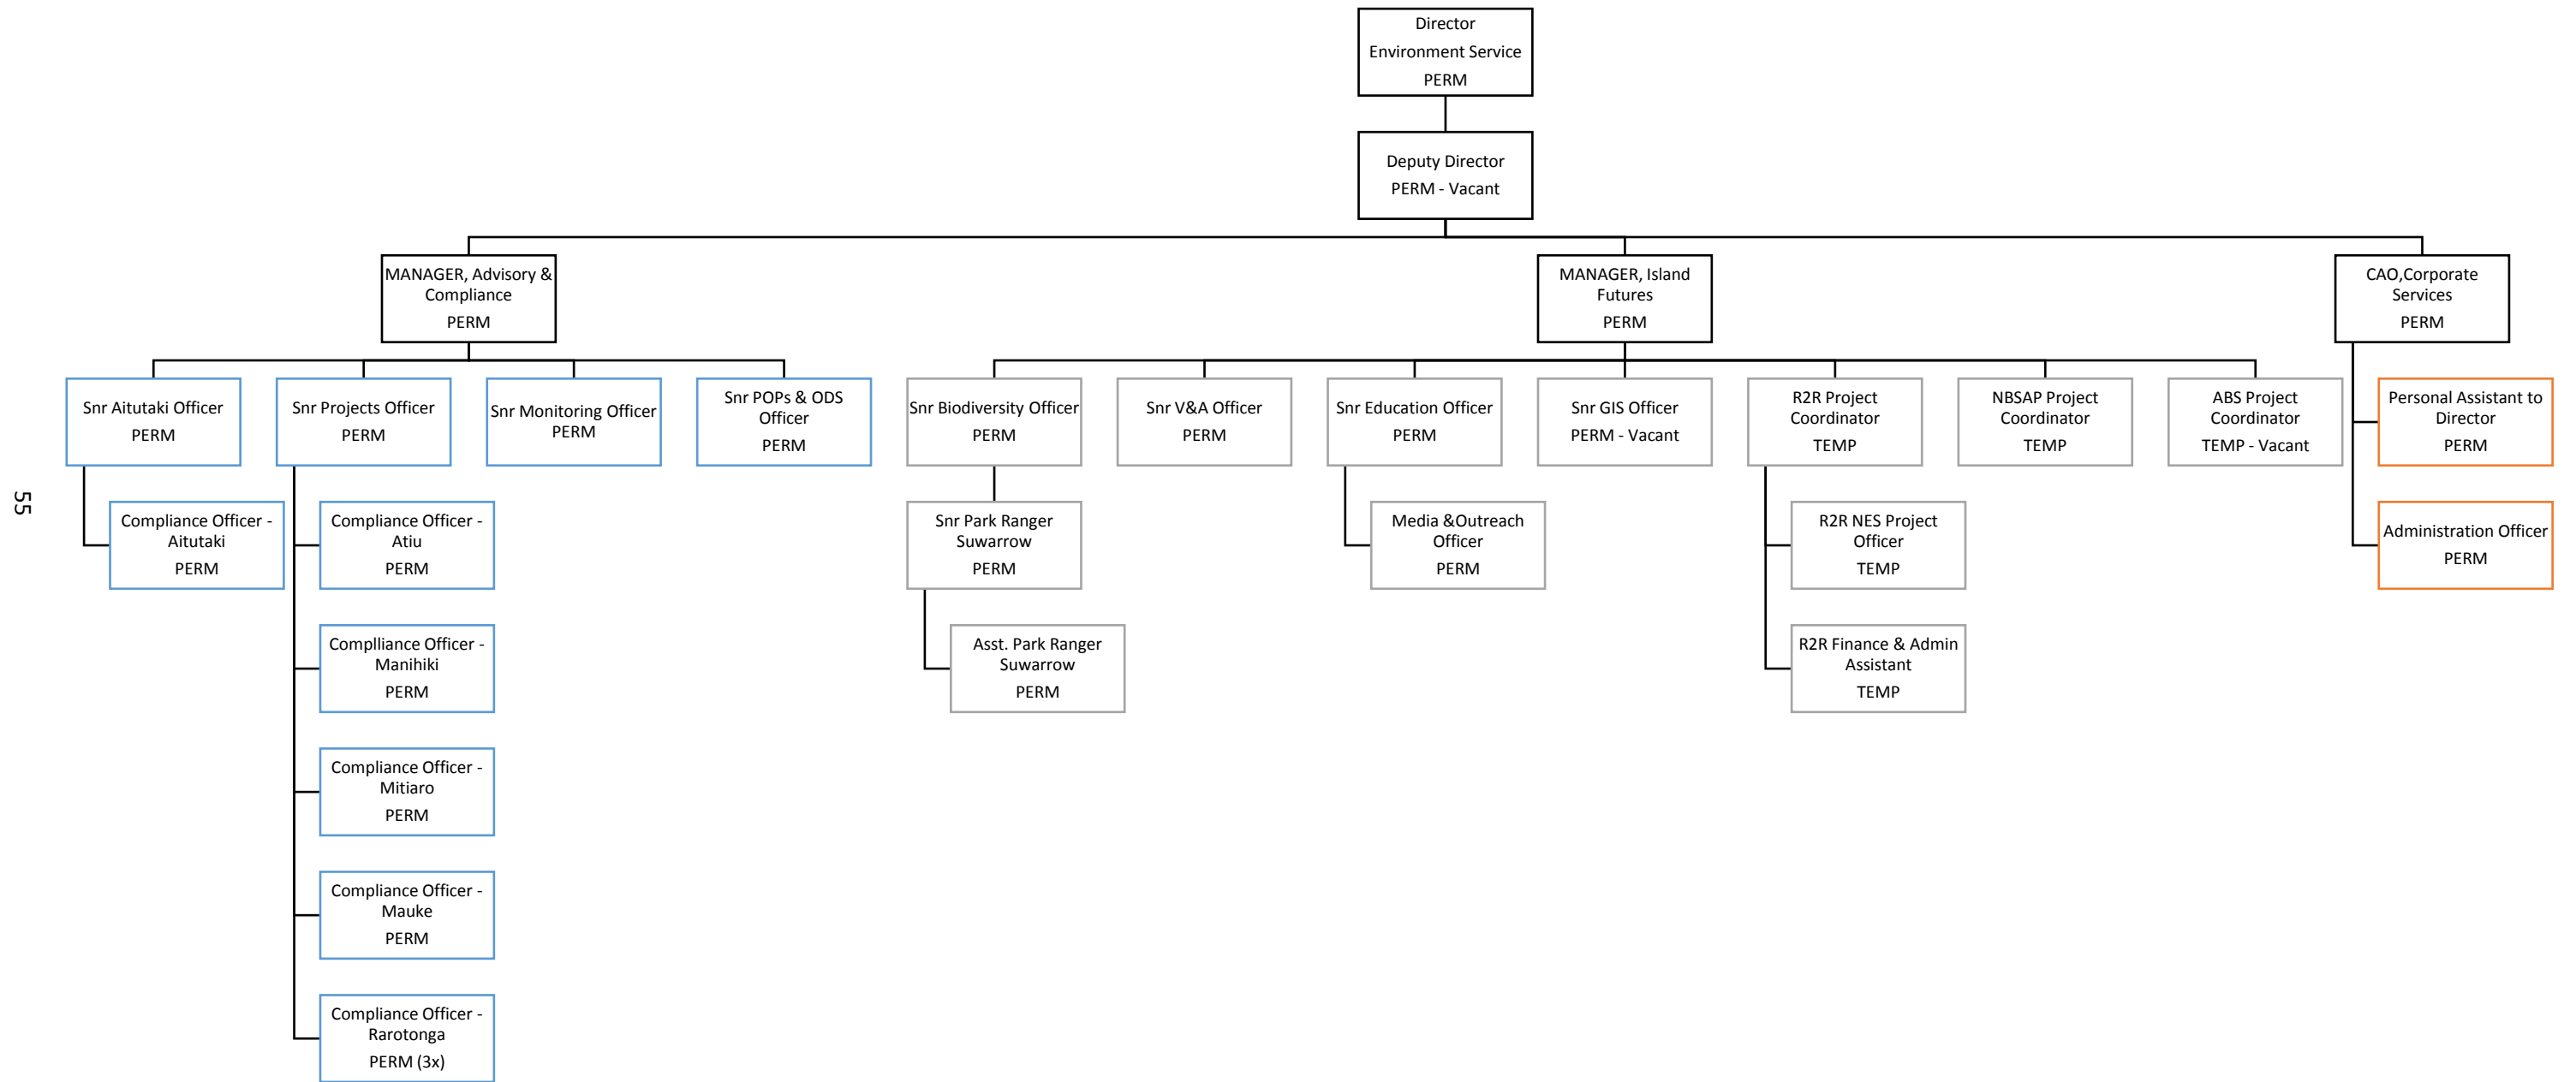 Director
Environment Service
PERM
Deputy Director
PERM - Vacant
MANAGER, Advisory &
Compliance
PERM
MANAGER, Island
Futures
PERM
CAO,Corporate
Services
PERM
Snr Aitutaki Officer
PERM
Snr Projects Officer
PERM
Snr Monitoring Officer
PERM
Snr POPs & ODS
Officer
PERM
Snr Biodiversity Officer
PERM
Snr V&A Officer
PERM
Snr Education Officer
PERM
Snr GIS Officer
PERM - Vacant
R2R Project
Coordinator
TEMP
NBSAP Project
Coordinator
TEMP
ABS Project
Coordinator
TEMP - Vacant
Personal Assistant to
Director
PERM
55
Compliance Officer -
Aitutaki
PERM
Compliance Officer -
Atiu
PERM
Snr Park Ranger
Suwarrow
PERM
Media &Outreach
Officer
PERM
R2R NES Project
Officer
TEMP
Administration Officer
PERM
Complliance Officer -
Manihiki
PERM
Asst. Park Ranger
Suwarrow
PERM
R2R Finance & Admin
Assistant
TEMP
Compliance Officer -
Mitiaro
PERM
Compliance Officer -
Mauke
PERM
Compliance Officer -
Rarotonga
PERM (3x)